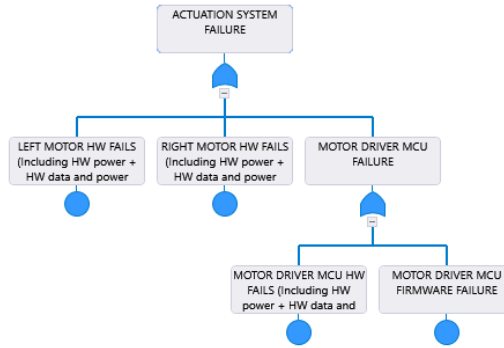 ACTUATION SYSTEM
FAILURE
LEFT MOTOR HW FAILS
(Including HW power +
HW data and power
RIGHT MOTOR HW FAILS
(Including HW power +
HW data and power
MOTOR DRIVER MCU
FAILURE
MOTOR DRIVER MCU HW
FAILS (Including HW
power + HW data and
MOTOR DRIVER MCU
FIRMWARE FAILURE